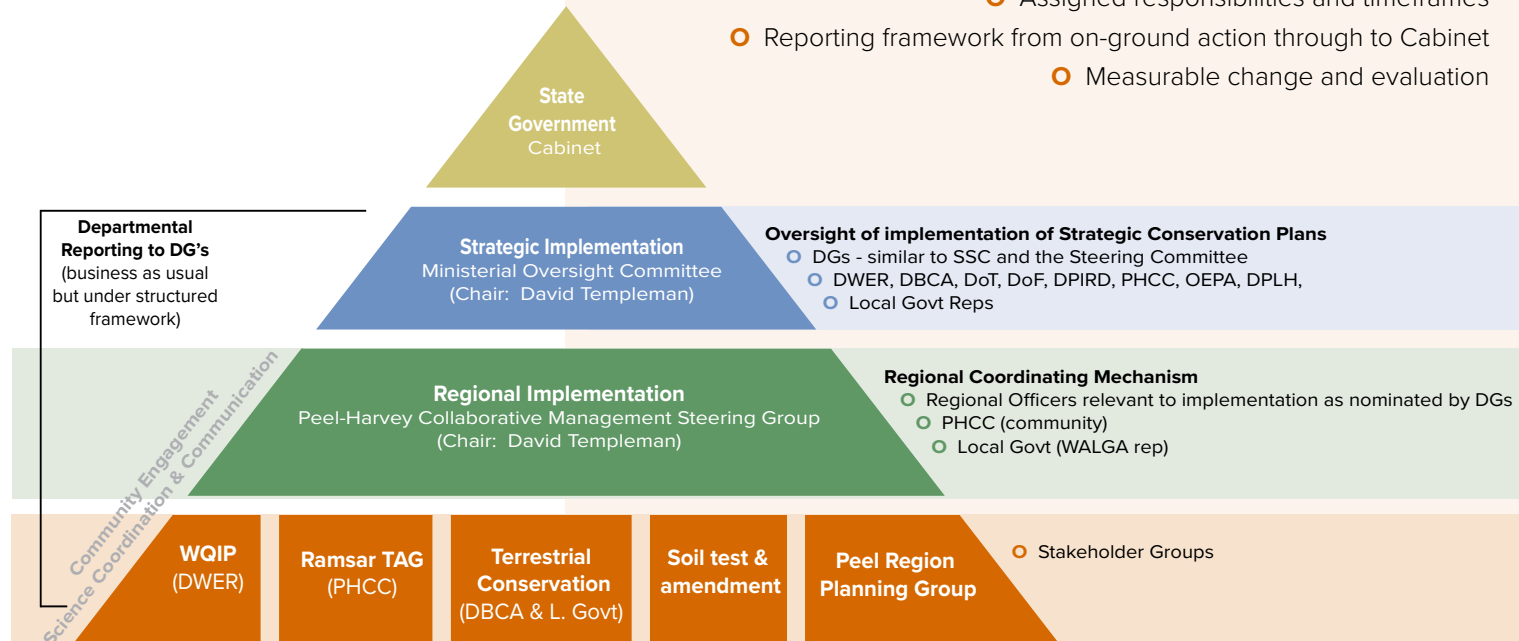 Assigned responsibilities and timeframes
Reporting framework from on-ground action through to Cabinet
Measurable change and evaluation
State
Government
Cabinet
Departmental
Reporting to DG's
(business as usual
but under structured
framework)
Strategic Implementation
Ministerial Oversight Committee
(Chair: David Templeman)
Oversight of implementation of Strategic Conservation Plans
DGs - similar to SSC and the Steering Committee
DWER, DBCA, DoT, DoF, DPIRD, PHCC, OEPA, DPLH,
Local Govt Reps
Community Engagement
Science Coordination & Communication
Regional Implementation
Peel-Harvey Collaborative Management Steering Group
(Chair: David Templeman)
Regional Coordinating Mechanism
Regional Officers relevant to implementation as nominated by DGs
PHCC (community)
Local Govt (WALGA rep)
WQIP
(DWER)
Ramsar TAG
(PHCC)
Terrestrial
Conservation
(DBCA & L. Govt)
Soil test &
amendment
Peel Region
Planning Group
Stakeholder Groups